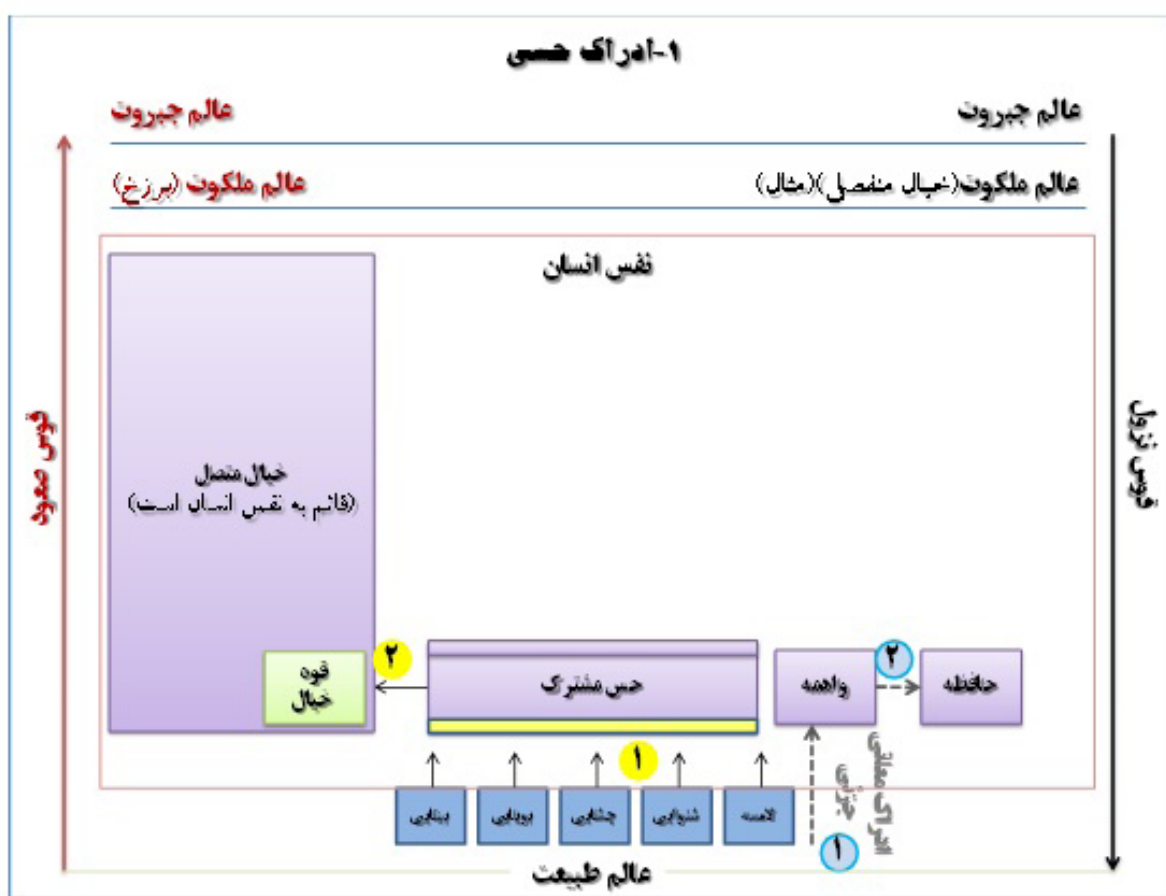 ۱-ادراک حسی
عالم جبروت
عالم جبروت
عالم ملکوت(خیال منفصل)(مثال)
عالم ملکوت (برزخ)
نفس انسان
قوس نزول
قوس صعود
خیال متصل
(قائم به نفس انسان است)
حافظه
۲
واهمه
حس مشترک
۲
قوه
خیال
ادراک معانی
جزئی
۱
۱
لامسه
شنوایی
چشایی
بویایی
بینایی
عالم طبیعت